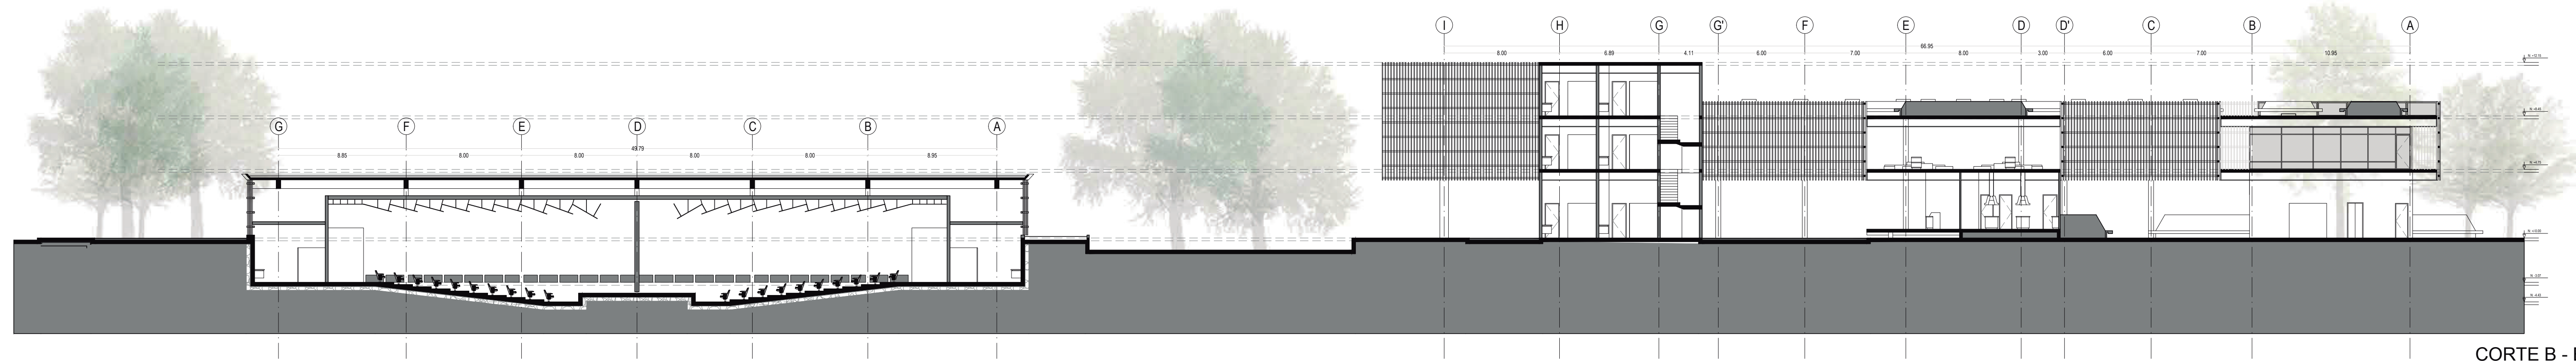 I H G G' F E D D' C B A
66.95
8.00 6.89 4.11 6.00 7.00 8.00 3.00 6.00 7.00 10.95
G F E D C B A
49.79
8.85 8.00 8.00 8.00 8.00 8.95
CORTE B -